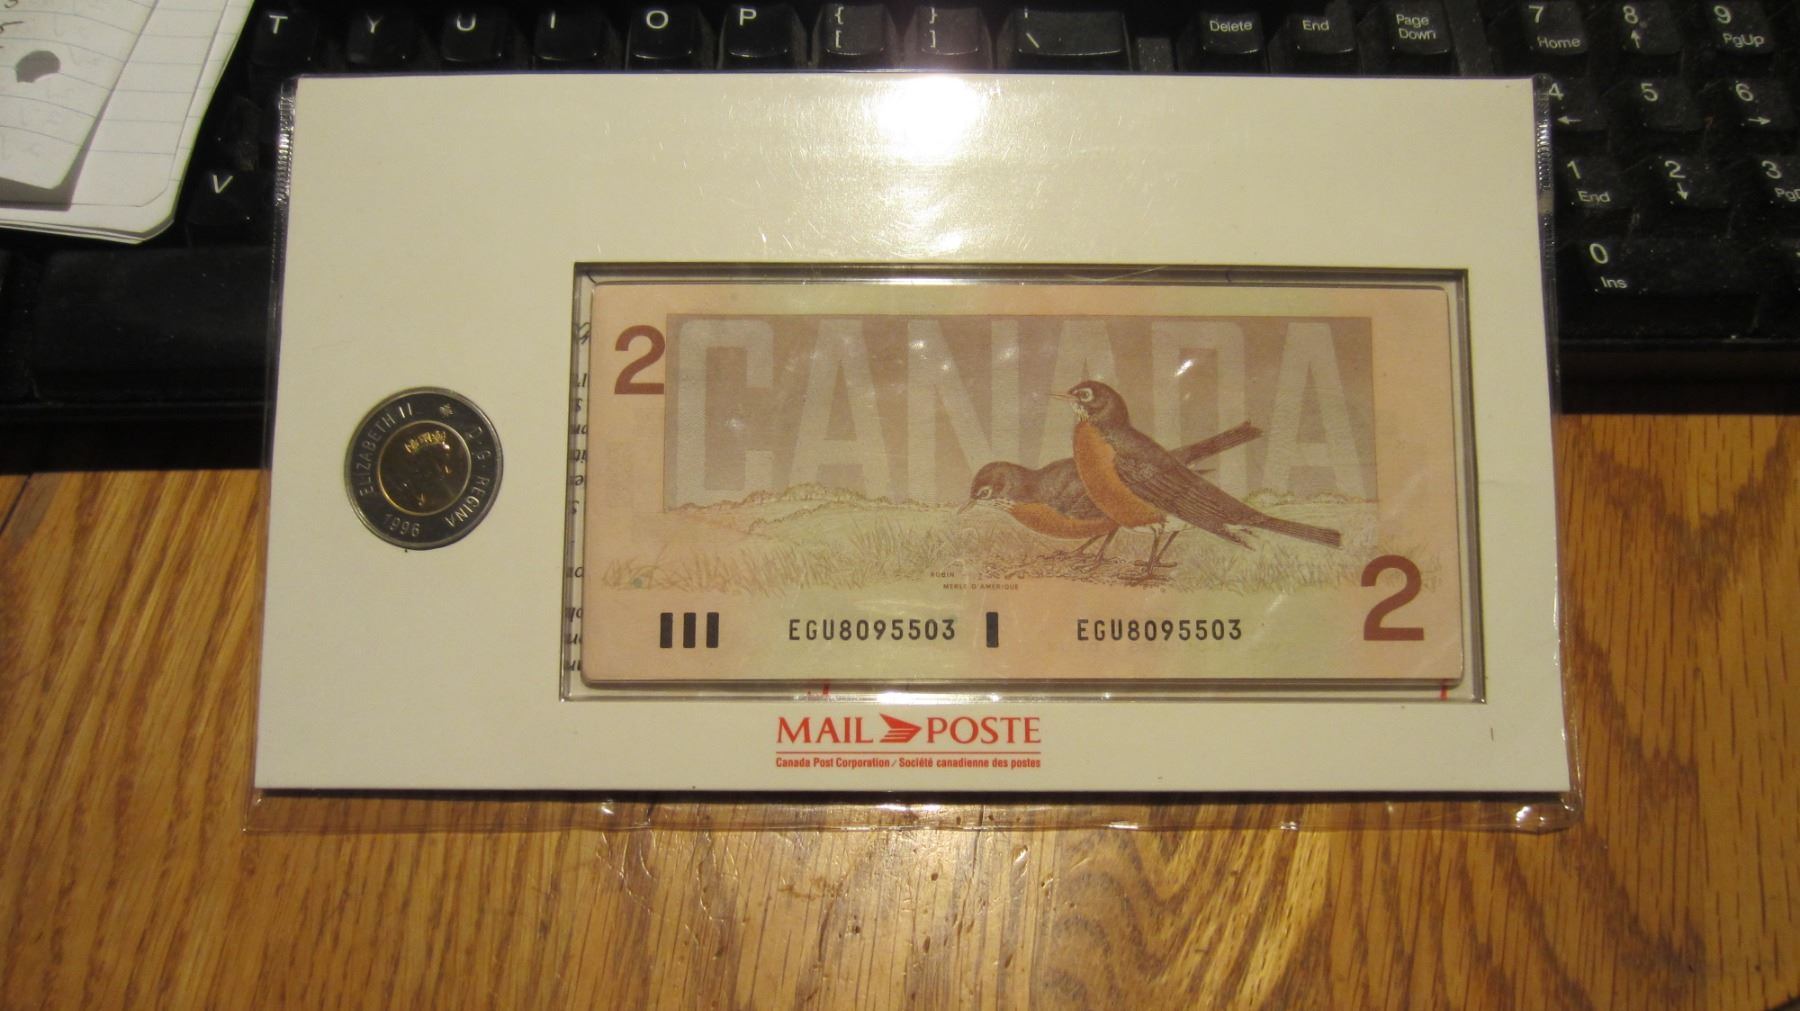 T Y U I O P { [ } ] \ Delete End Page Down 7 Home 8 9 PgUp
4 5 6
V 1 End 2 3
0 Ins
ELIZABETH II D·G·REGINA
1996
2
CANADA
ROBIN
MERLE D'AMÉRIQUE
EGU8095503 EGU8095503
2
MAIL POSTE
Canada Post Corporation / Société canadienne des postes